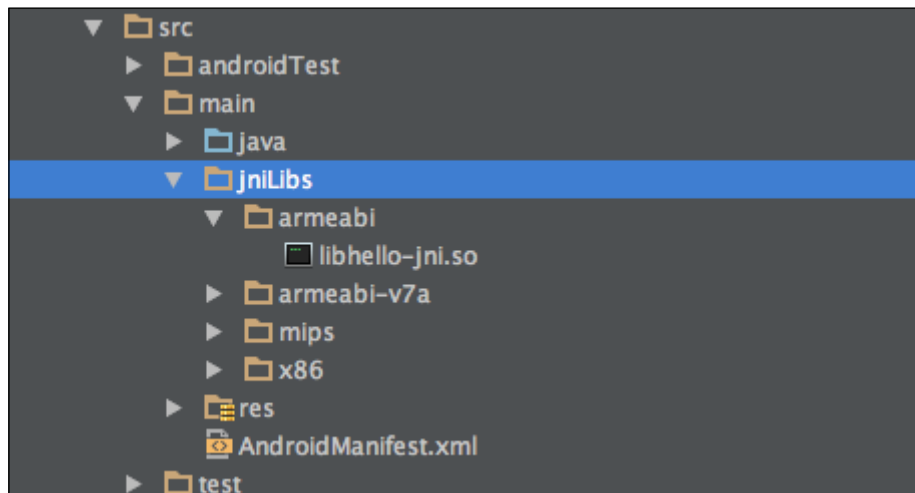 src
androidTest
main
java
jniLibs
armeabi
libhello-jni.so
armeabi-v7a
mips
x86
res
AndroidManifest.xml
test